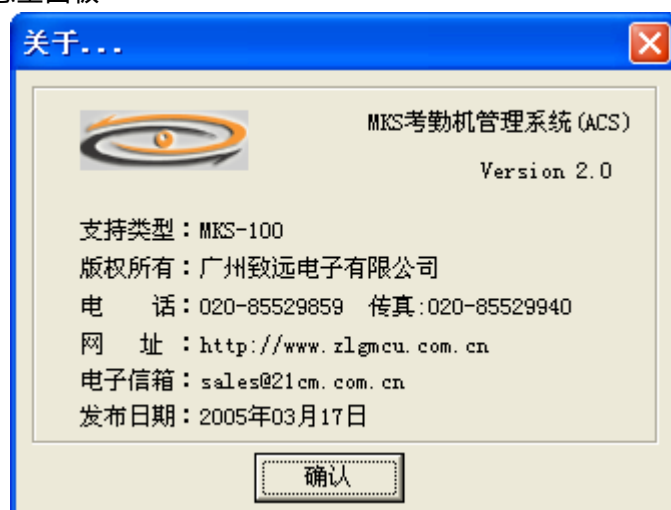 关于...
MKS考勤机管理系统(ACS)
Version 2.0
支持类型：MKS-100
版权所有：广州致远电子有限公司
电 话：020-85529859 传真:020-85529940
网 址 ：http://www.zlgmcu.com.cn
电子信箱：sales@21cm.com.cn
发布日期：2005年03月17日
确认